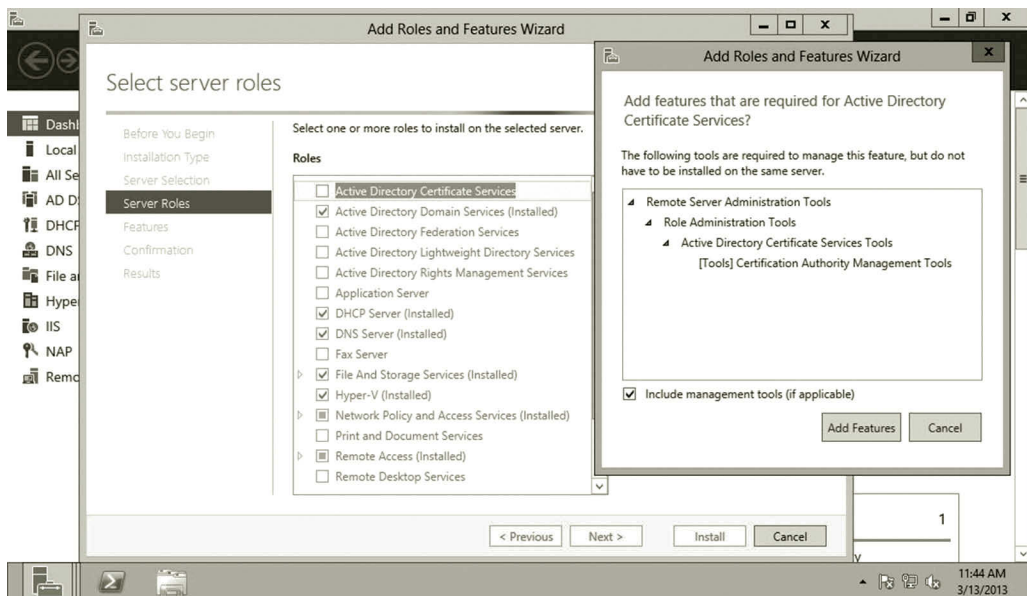 Add Roles and Features Wizard
Select server roles
Before You Begin
Installation Type
Server Selection
Server Roles
Features
Confirmation
Results
Select one or more roles to install on the selected server.
Roles
Active Directory Certificate Services
Active Directory Domain Services (Installed)
Active Directory Federation Services
Active Directory Lightweight Directory Services
Active Directory Rights Management Services
Application Server
DHCP Server (Installed)
DNS Server (Installed)
Fax Server
File And Storage Services (Installed)
Hyper-V (Installed)
Network Policy and Access Services (Installed)
Print and Document Services
Remote Access (Installed)
Remote Desktop Services
< Previous
Next >
Install
Cancel
Add Roles and Features Wizard
Add features that are required for Active Directory
Certificate Services?
The following tools are required to manage this feature, but do not
have to be installed on the same server.
Remote Server Administration Tools
Role Administration Tools
Active Directory Certificate Services Tools
[Tools] Certification Authority Management Tools
Include management tools (if applicable)
Add Features
Cancel
Dashb
Local
All Se
AD D
DHCP
DNS
File a
Hype
IIS
NAP
Remo
1
11:44 AM
3/13/2013